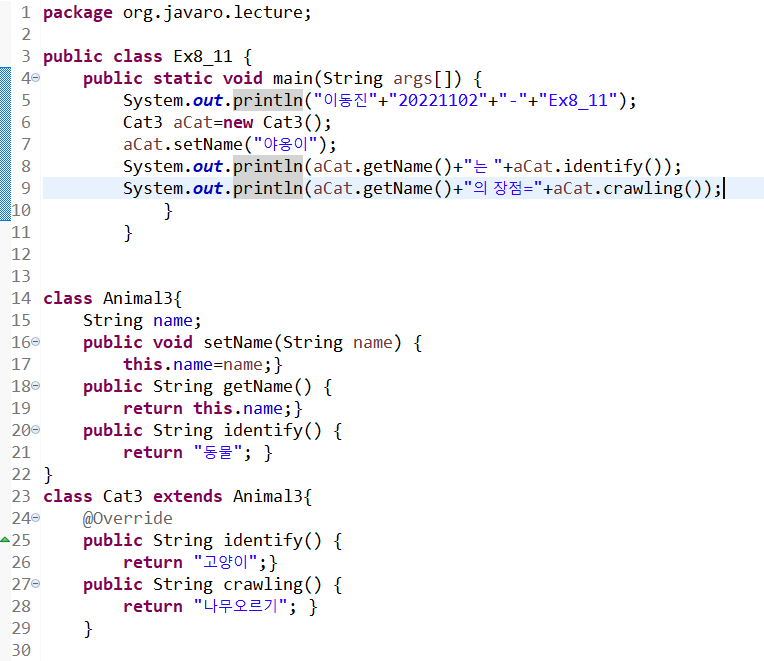 1 package org.javaro.lecture;
2
3 public class Ex8_11 {
4     public static void main(String args[]) {
5         System.out.println("이동진"+"20221102"+"-"+"Ex8_11");
6         Cat3 aCat=new Cat3();
7         aCat.setName("야옹이");
8         System.out.println(aCat.getName()+"는 "+aCat.identify());
9         System.out.println(aCat.getName()+"의 장점="+aCat.crawling());
10             }
11         }
12
13
14 class Animal3{
15     String name;
16     public void setName(String name) {
17         this.name=name;}
18     public String getName() {
19         return this.name;}
20     public String identify() {
21         return "동물"; }
22 }
23 class Cat3 extends Animal3{
24     @Override
25     public String identify() {
26         return "고양이";}
27     public String crawling() {
28         return "나무오르기"; }
29     }
30